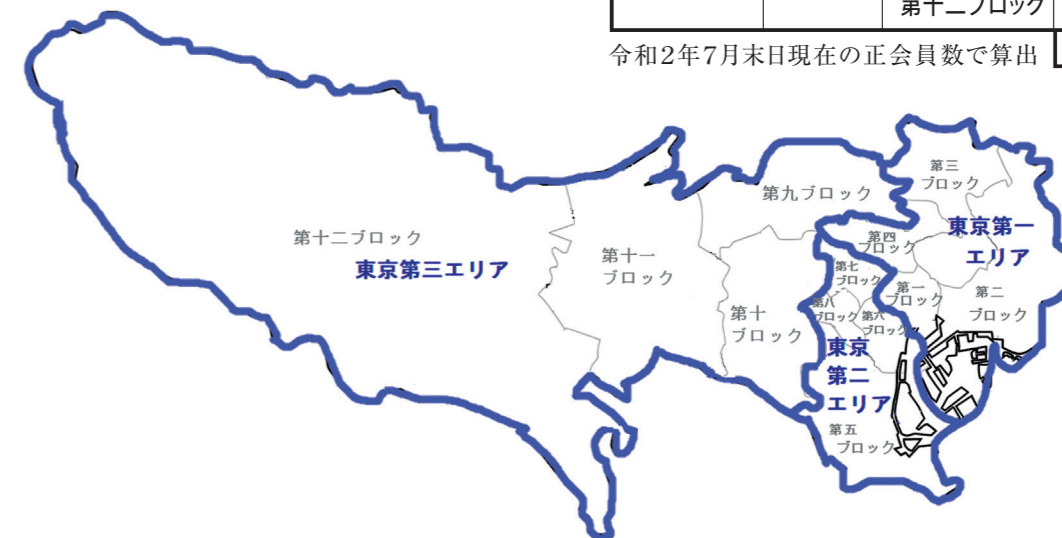 第十二ブロック
令和2年7月末日現在の正会員数で算出
第三
ブロック
第九ブロック
東京第一
エリア
第四
ブロック
第十二ブロック
東京第三エリア
第十一
ブロック
第七
ブロック
第一
ブロック
第二
ブロック
第八
ブロック
第六
ブロック
第十
ブロック
東京
第二
エリア
第五
ブロック